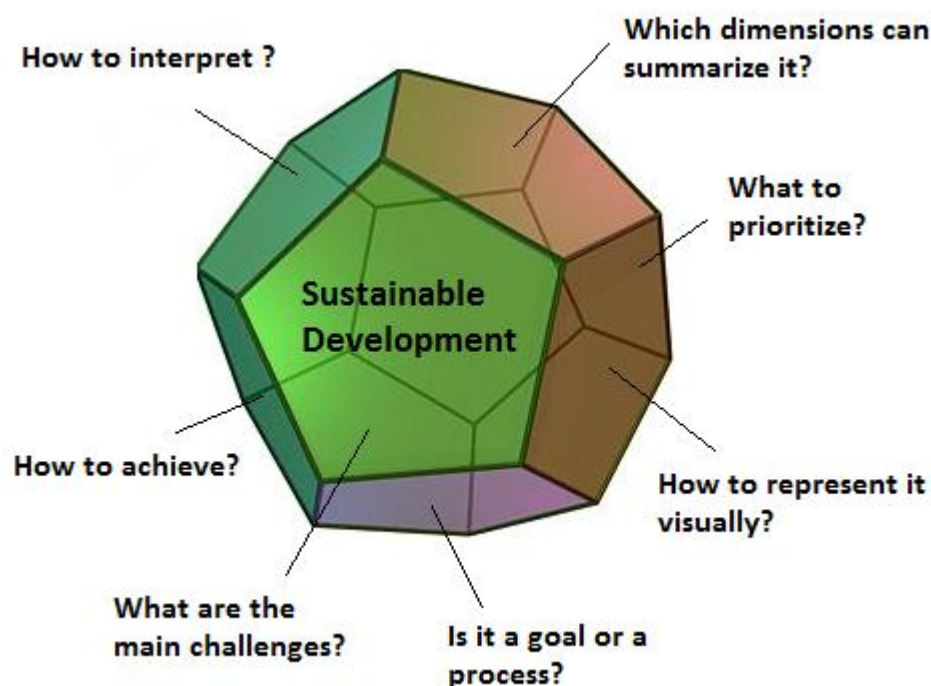 How to interpret ?
Which dimensions can
summarize it?
What to
prioritize?
Sustainable
Development
How to achieve?
How to represent it
visually?
What are the
main challenges?
Is it a goal or a
process?